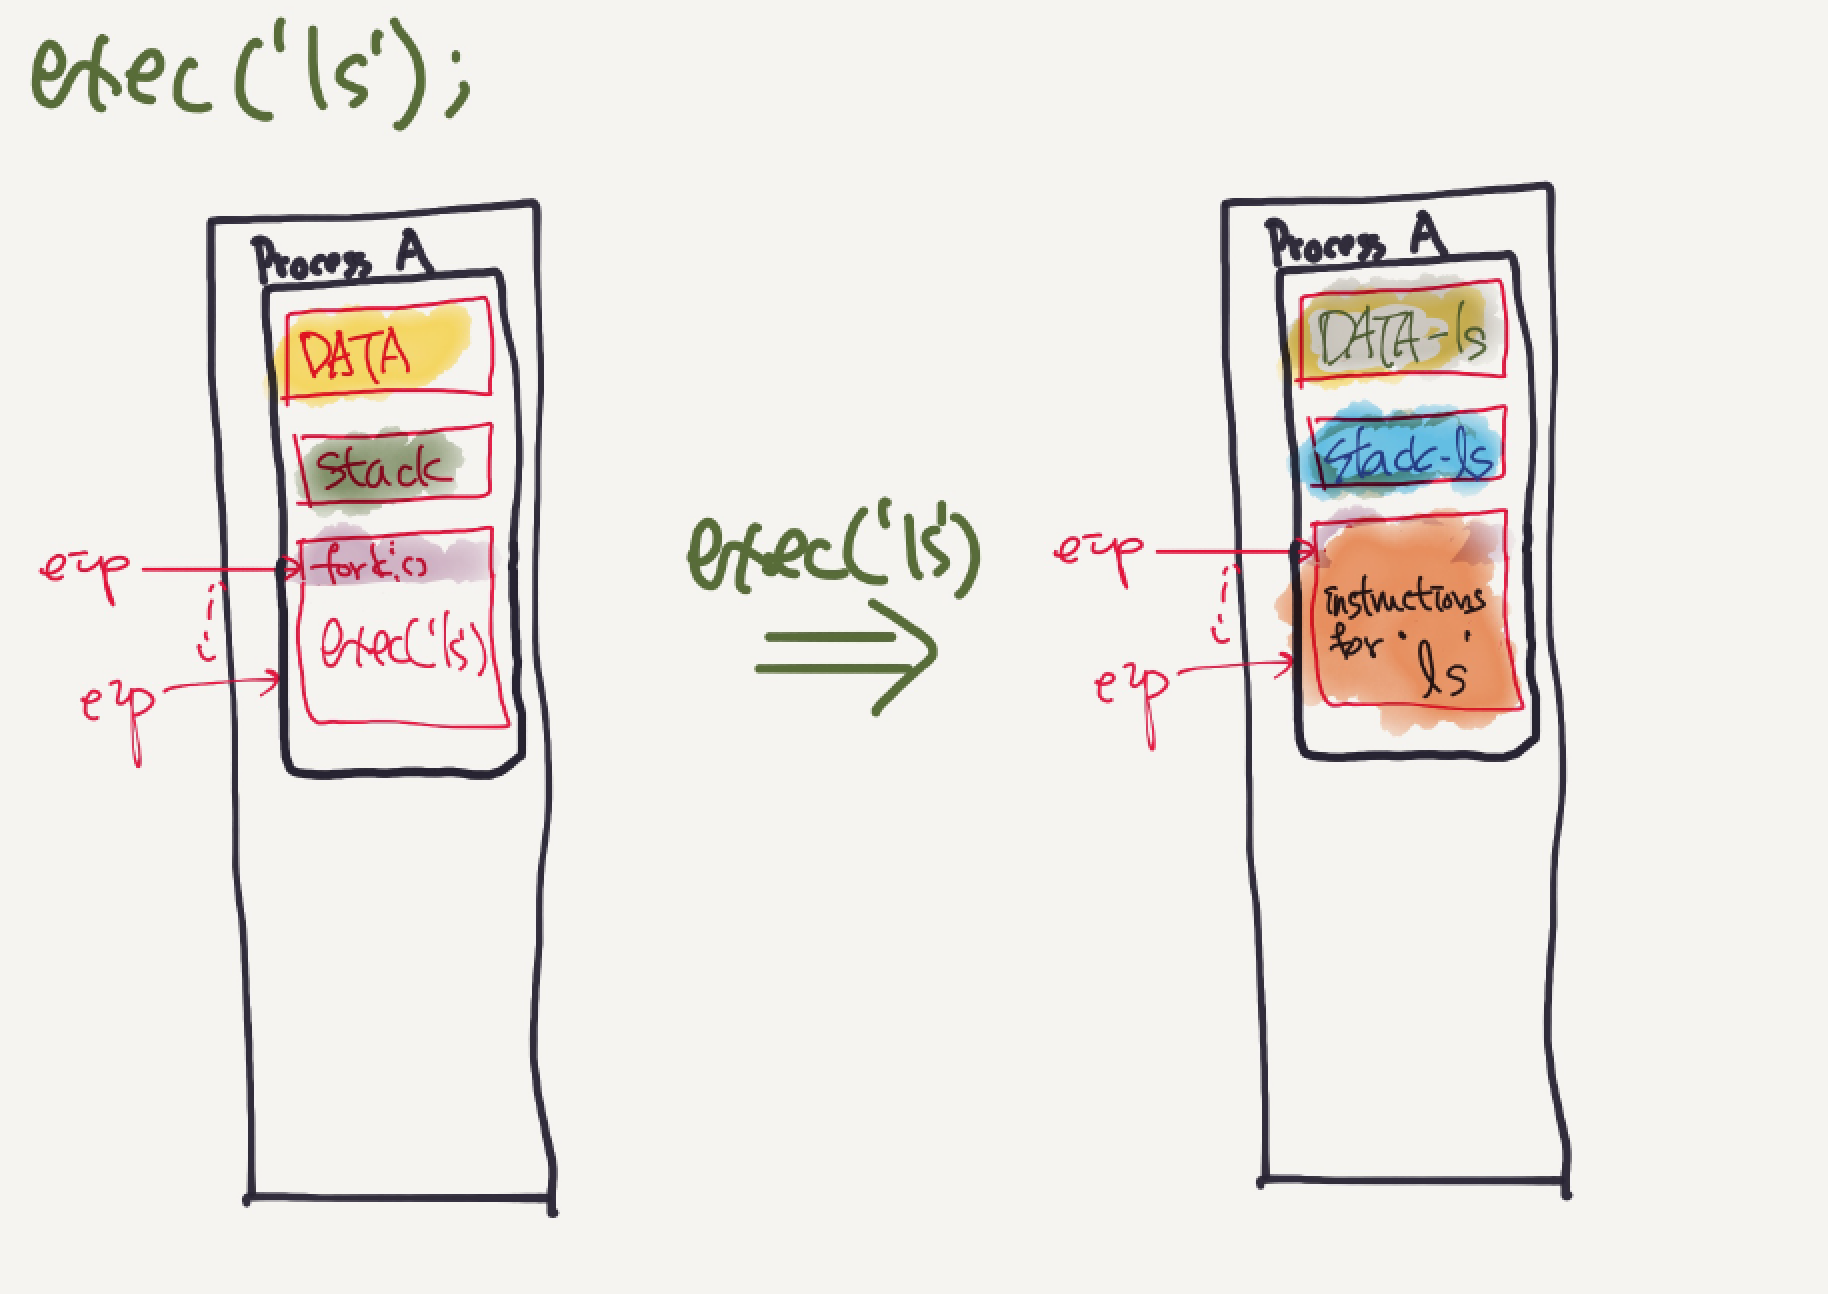 exec('ls');
Process A
DATA
stack
fork()
exec('ls')
eip
eip
exec('ls')
Process A
DATA-ls
stack-ls
instructions
for
'ls'
eip
eip